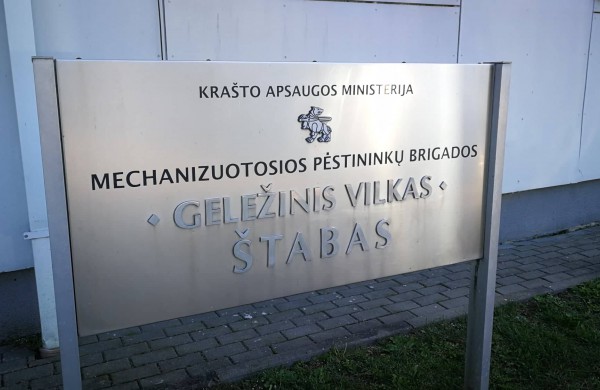 KRAŠTO APSAUGOS MINISTERIJA
MECHANIZUOTOSIOS PĖSTININKŲ BRIGADOS
GELEŽINIS VILKAS
ŠTABAS